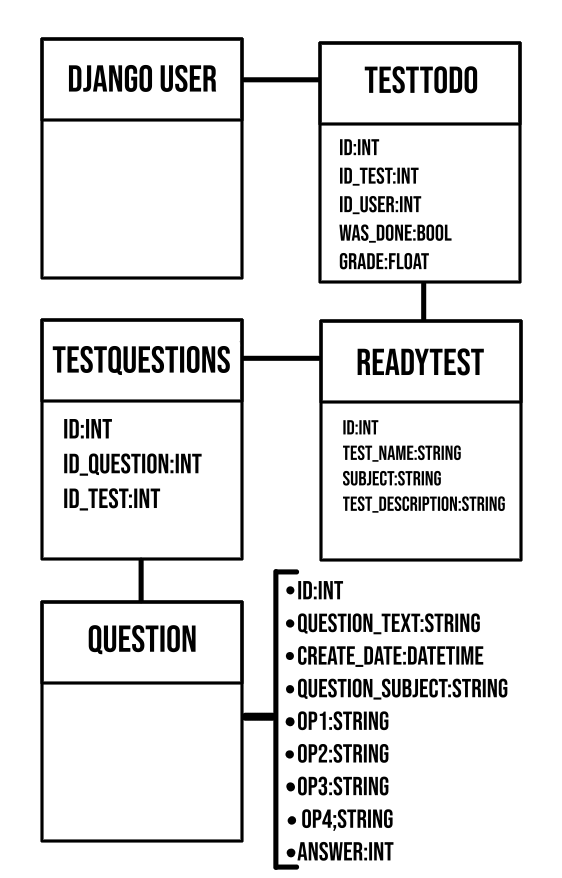 DJANGO USER
TESTTODO
ID:INT
ID_TEST:INT
ID_USER:INT
WAS_DONE:BOOL
GRADE:FLOAT
TESTQUESTIONS
ID:INT
ID_QUESTION:INT
ID_TEST:INT
READYTEST
ID:INT
TEST_NAME:STRING
SUBJECT:STRING
TEST_DESCRIPTION:STRING
QUESTION
•ID:INT
•QUESTION_TEXT:STRING
•CREATE_DATE:DATETIME
•QUESTION_SUBJECT:STRING
•OP1:STRING
•OP2:STRING
•OP3:STRING
• OP4;STRING
•ANSWER:INT